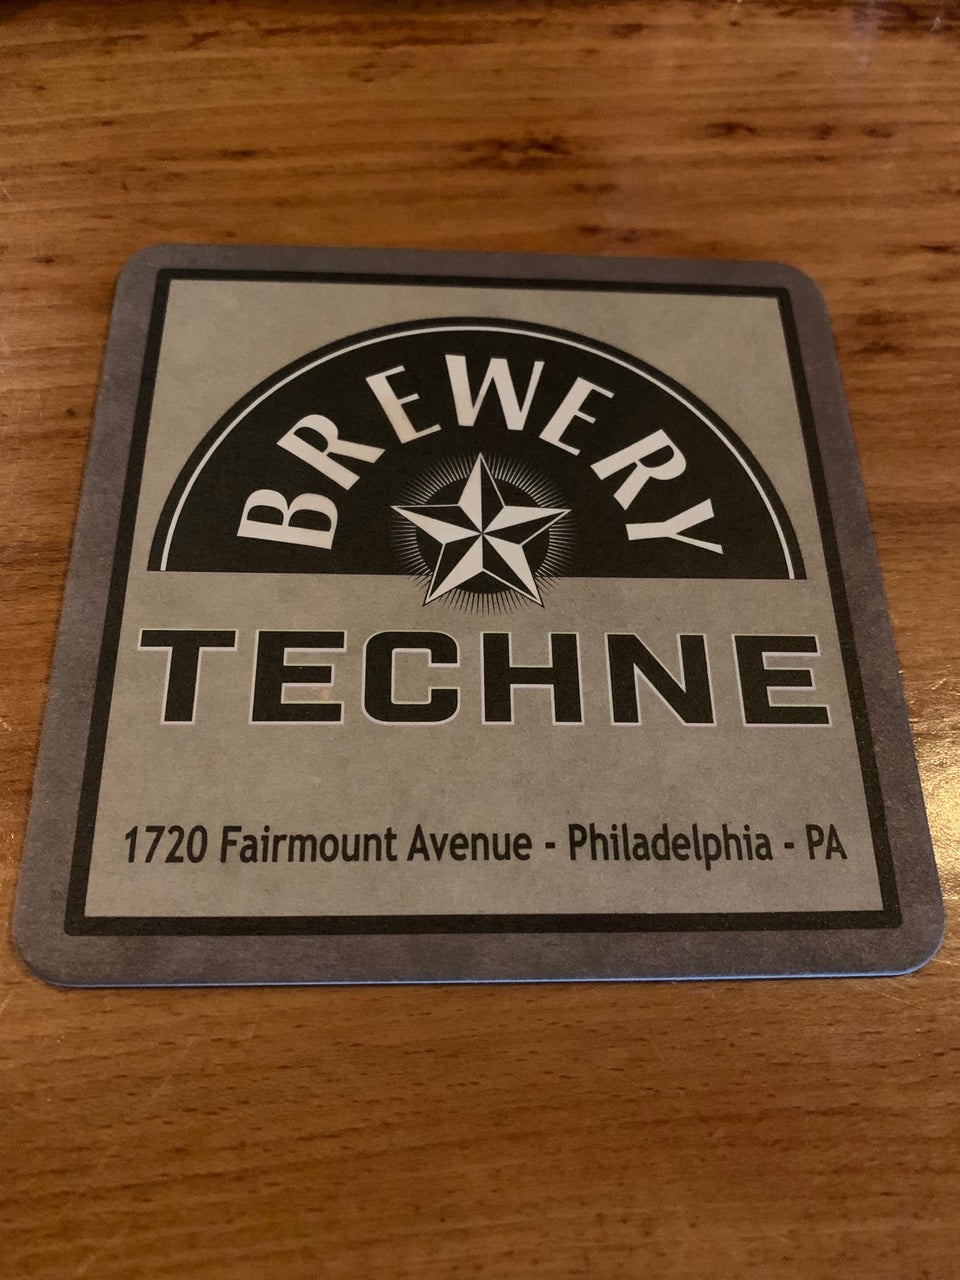 BREWERY
TECHNE
1720 Fairmount Avenue - Philadelphia - PA